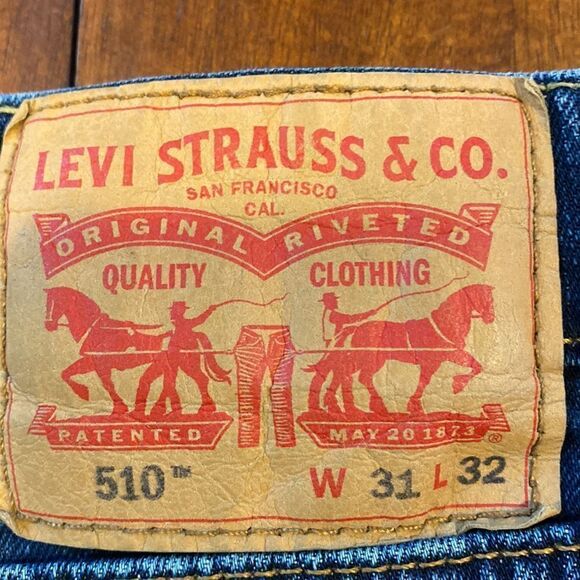 LEVI STRAUSS & CO.
SAN FRANCISCO
CAL.
ORIGINAL RIVETED
QUALITY CLOTHING
PATENTED MAY 20 1873 ®
510™ W 31 L 32